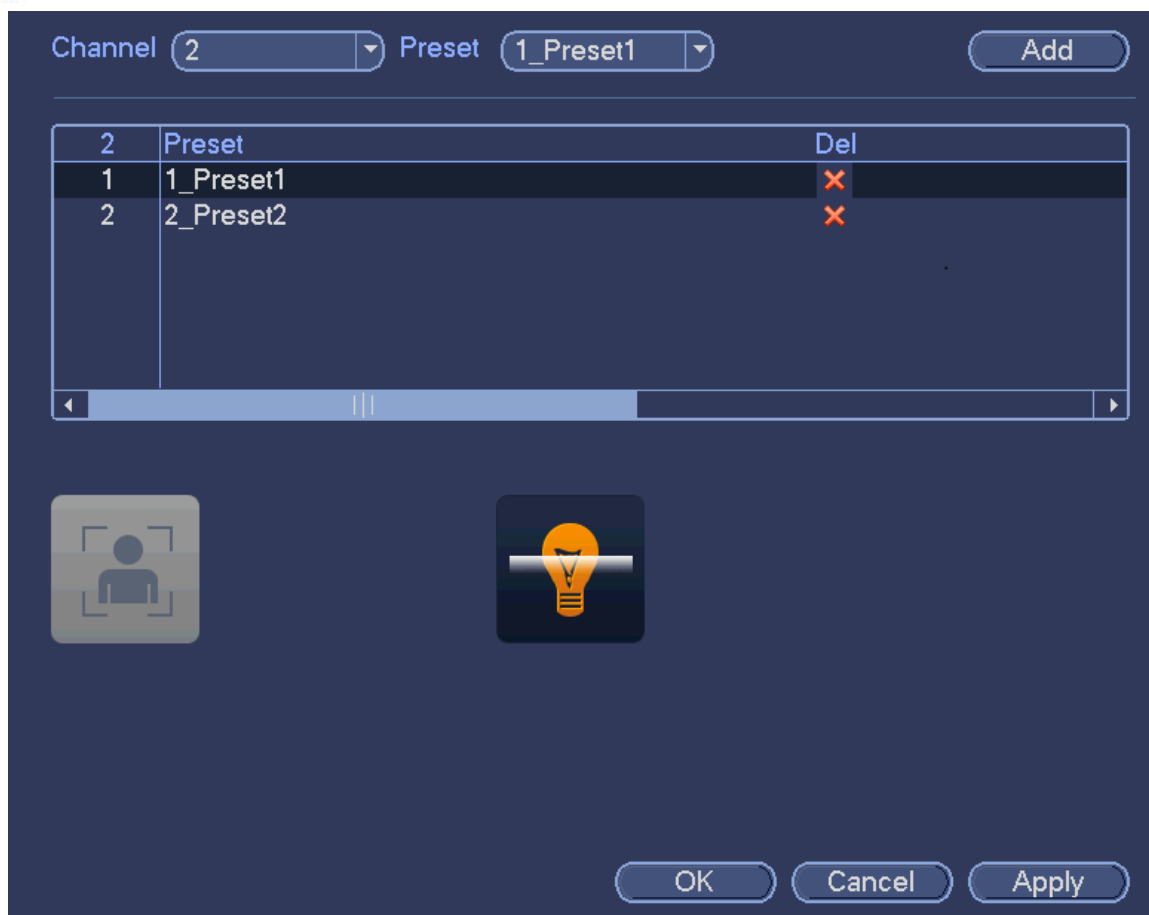 Channel 2 Preset 1_Preset1 Add
2 Preset Del
1 1_Preset1
2 2_Preset2
OK Cancel Apply